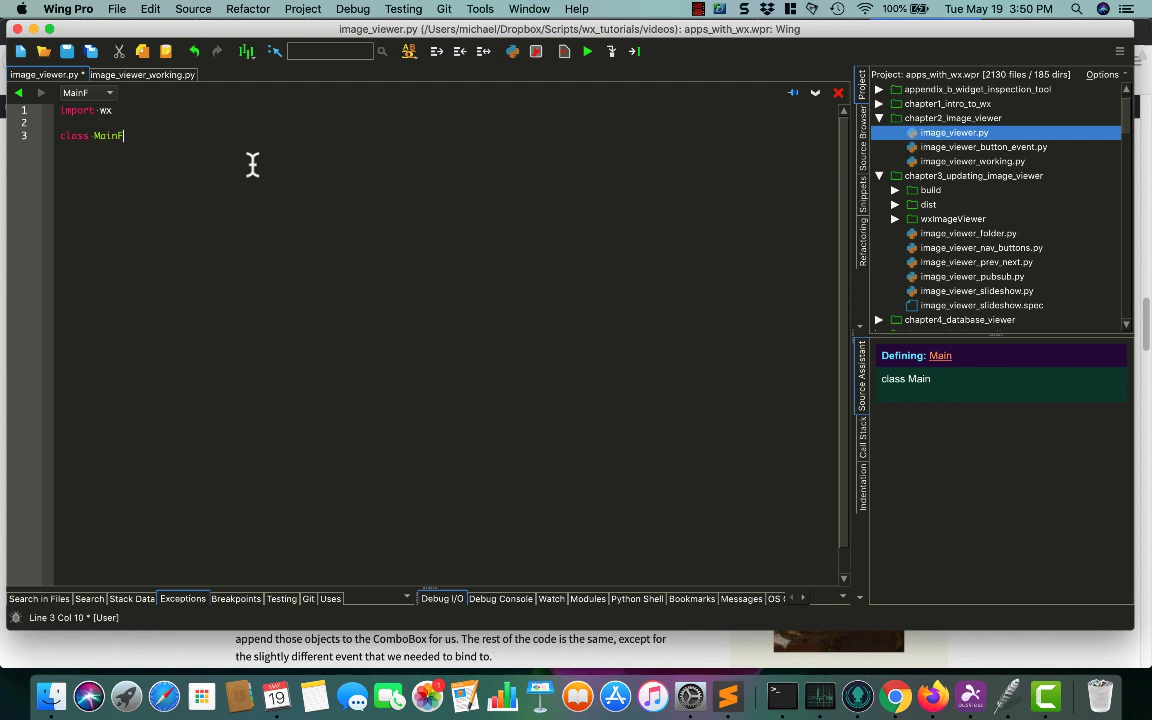 Wing Pro File Edit Source Refactor Project Debug Testing Git Tools Window Help 100% Tue May 19 3:50 PM
image_viewer.py (/Users/michael/Dropbox/Scripts/wx_tutorials/videos): apps_with_wx.wpr: Wing
image_viewer.py * image_viewer_working.py
MainF
1 import wx
2
3 class MainF
Project: apps_with_wx.wpr [2130 files / 185 dirs] Options
appendix_b_widget_inspection_tool
chapter1_intro_to_wx
chapter2_image_viewer
image_viewer.py
image_viewer_button_event.py
image_viewer_working.py
chapter3_updating_image_viewer
build
dist
wxImageViewer
image_viewer_folder.py
image_viewer_nav_buttons.py
image_viewer_prev_next.py
image_viewer_pubsub.py
image_viewer_slideshow.py
image_viewer_slideshow.spec
chapter4_database_viewer
Project
Source Browser
Snippets
Refactoring
Source Assistant
Call Stack
Indentation
Defining: Main
class Main
Search in Files Search Stack Data Exceptions Breakpoints Testing Git Uses
Debug I/O Debug Console Watch Modules Python Shell Bookmarks Messages OS
Line 3 Col 10 * [User]
append those objects to the ComboBox for us. The rest of the code is the same, except for
the slightly different event that we needed to bind to.
MAY
19
1